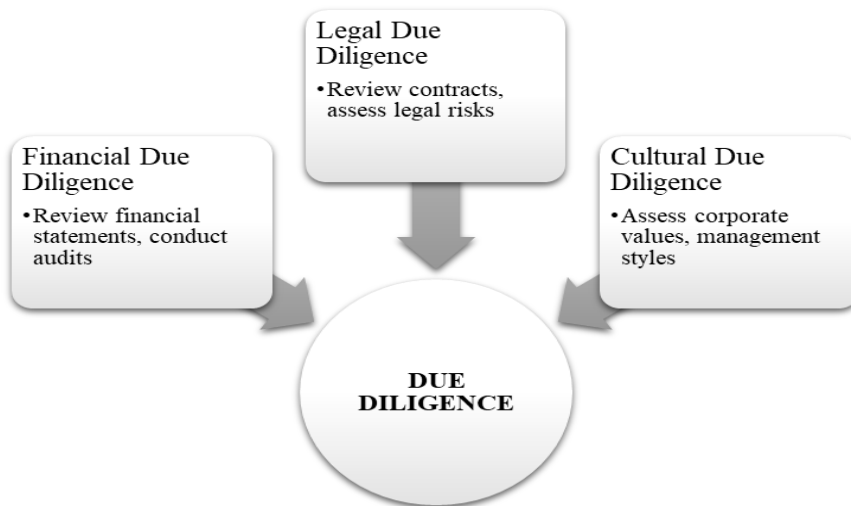 Legal Due
Diligence
•Review contracts,
assess legal risks
Financial Due
Diligence
•Review financial
statements, conduct
audits
Cultural Due
Diligence
•Assess corporate
values, management
styles
DUE
DILIGENCE